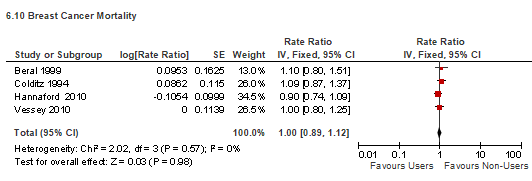 6.10 Breast Cancer Mortality
Rate Ratio Rate Ratio
Study or Subgroup log[Rate Ratio] SE Weight IV, Fixed, 95% CI IV, Fixed, 95% CI
Beral 1999 0.0953 0.1625 13.0% 1.10 [0.80, 1.51]
Colditz 1994 0.0862 0.115 26.0% 1.09 [0.87, 1.37]
Hannaford 2010 -0.1054 0.0999 34.5% 0.90 [0.74, 1.09]
Vessey 2010 0 0.1139 26.5% 1.00 [0.80, 1.25]
Total (95% CI) 100.0% 1.00 [0.89, 1.12]
Heterogeneity: Chi² = 2.02, df = 3 (P = 0.57); I² = 0%
Test for overall effect: Z = 0.03 (P = 0.98)
0.01 0.1 1 10 100
Favours Users Favours Non-Users